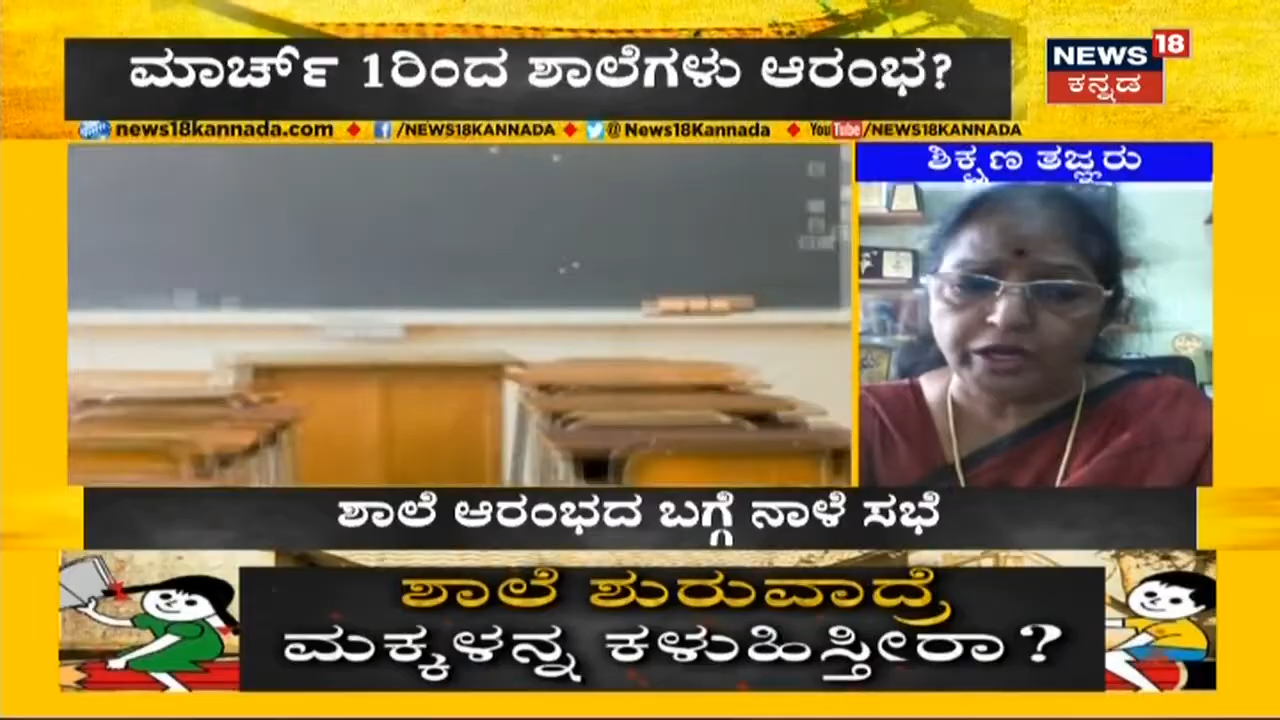 ಮಾರ್ಚ್ 1ರಿಂದ ಶಾಲೆಗಳು ಆರಂಭ?
NEWS 18
ಕನ್ನಡ
news18kannada.com ◆ f/NEWS18KANNADA ◆ @News18Kannada ◆ YouTube/NEWS18KANNADA
ಶಿಕ್ಷಣ ತಜ್ಞರು
ಶಾಲೆ ಆರಂಭದ ಬಗ್ಗೆ ನಾಳೆ ಸಭೆ
ಶಾಲೆ ಶುರುವಾದ್ರೆ
ಮಕ್ಕಳನ್ನ ಕಳುಹಿಸ್ತೀರಾ?